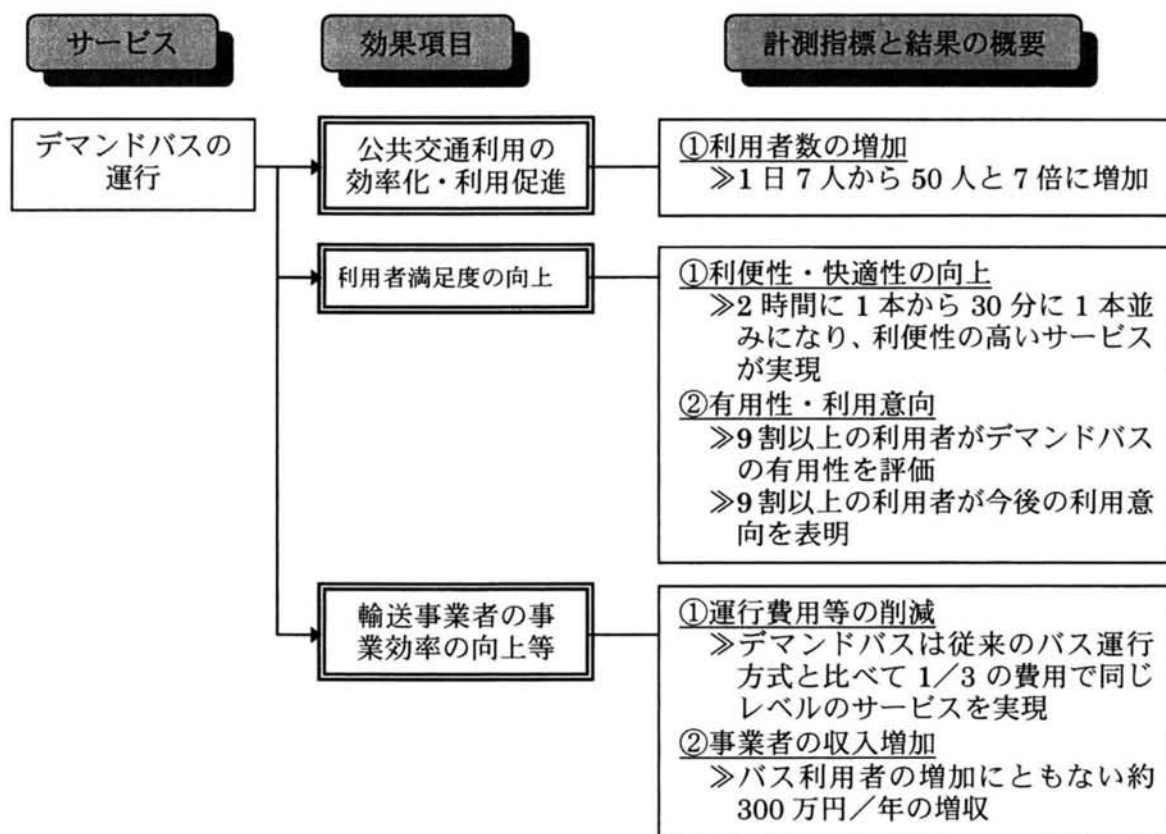 サービス
効果項目
計測指標と結果の概要
デマンドバスの
運行
公共交通利用の
効率化・利用促進
①利用者数の増加
≫1日7人から50人と7倍に増加
利用者満足度の向上
①利便性・快適性の向上
≫2時間に1本から30分に1本並
みになり、利便性の高いサービス
が実現
②有用性・利用意向
≫9割以上の利用者がデマンドバス
の有用性を評価
≫9割以上の利用者が今後の利用意
向を表明
輸送事業者の事
業効率の向上等
①運行費用等の削減
≫デマンドバスは従来のバス運行
方式と比べて1／3の費用で同じ
レベルのサービスを実現
②事業者の収入増加
≫バス利用者の増加にともない約
300万円／年の増収